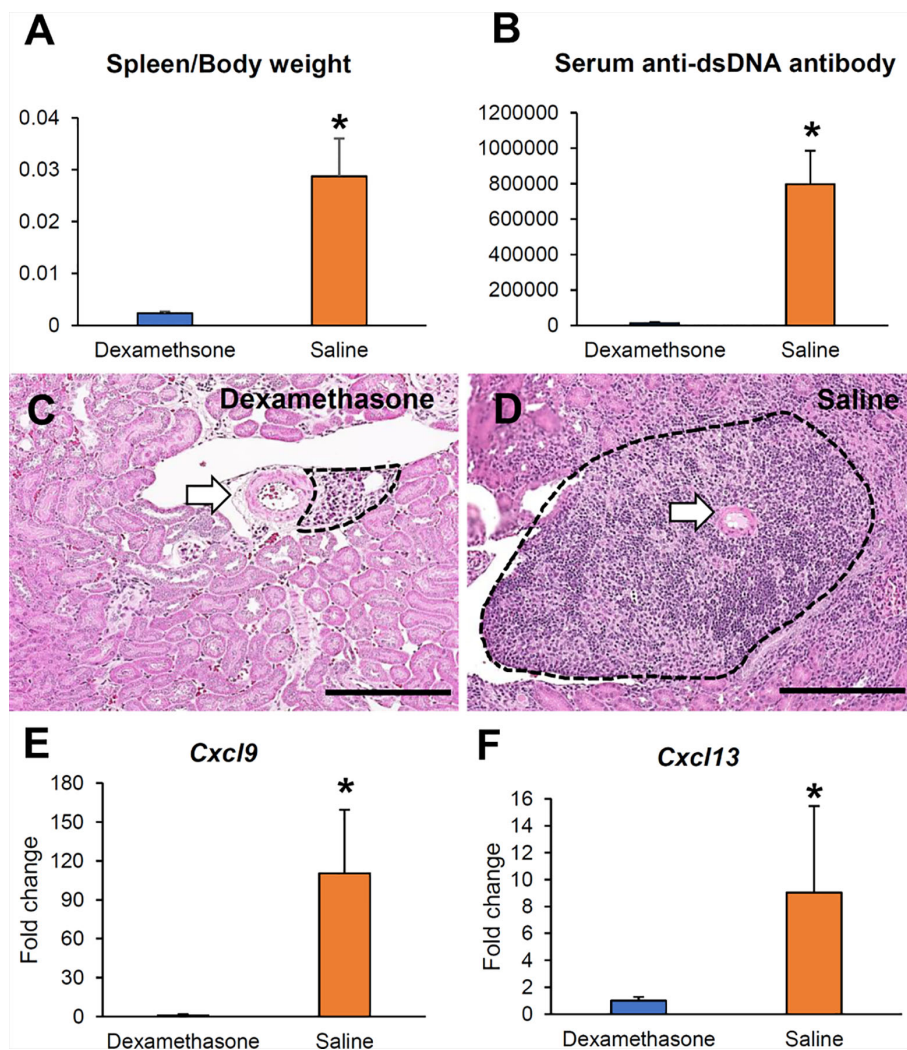 A
Spleen/Body weight
0.04
0.03
0.02
0.01
0
*
Dexamethsone
Saline
B
Serum anti-dsDNA antibody
1200000
1000000
800000
600000
400000
200000
0
*
Dexamethsone
Saline
C
Dexamethasone
D
Saline
E
Cxcl9
Fold change
180
150
120
90
60
30
0
*
Dexamethasone
Saline
F
Cxcl13
Fold change
16
14
12
10
8
6
4
2
0
*
Dexamethasone
Saline